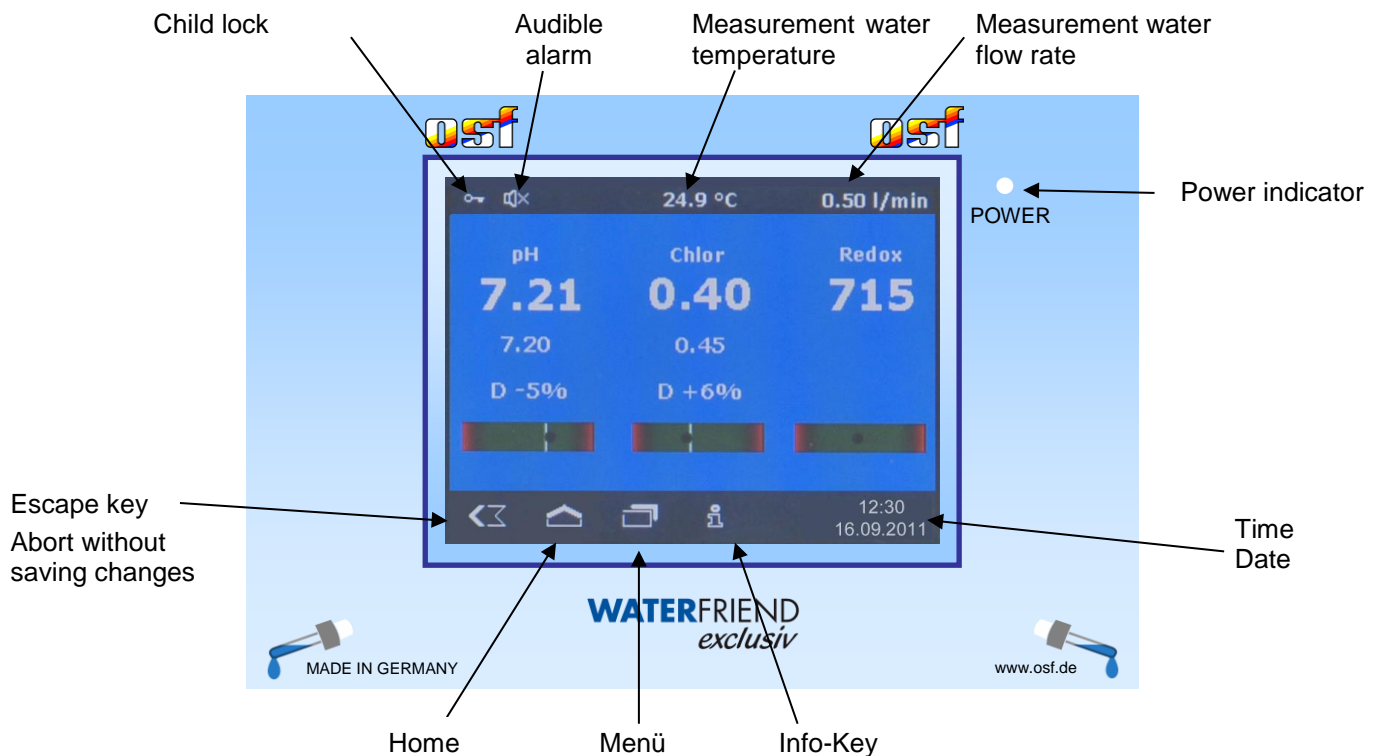 Child lock
Audible
alarm
Measurement water
temperature
Measurement water
flow rate
osf
osf
24.9 °C
0.50 l/min
POWER
Power indicator
pH
Chlor
Redox
7.21
0.40
715
7.20
0.45
D -5%
D +6%
Escape key
Abort without
saving changes
12:30
16.09.2011
Time
Date
WATERFRIEND
exclusiv
MADE IN GERMANY
www.osf.de
Home
Menü
Info-Key